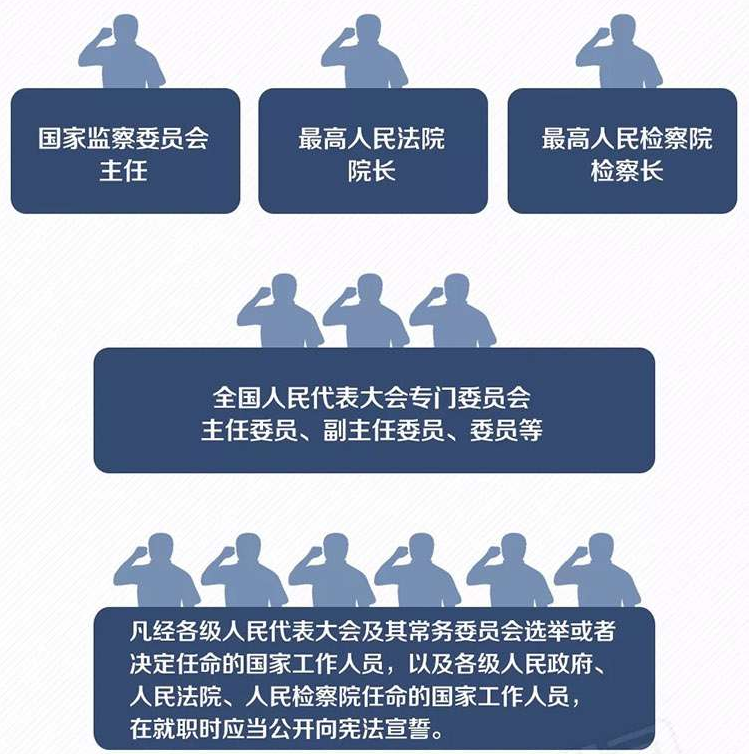 国家监察委员会
主任
最高人民法院
院长
最高人民检察院
检察长
全国人民代表大会专门委员会
主任委员、副主任委员、委员等
凡经各级人民代表大会及其常务委员会选举或者
决定任命的国家工作人员，以及各级人民政府、
人民法院、人民检察院任命的国家工作人员，
在就职时应当公开向宪法宣誓。